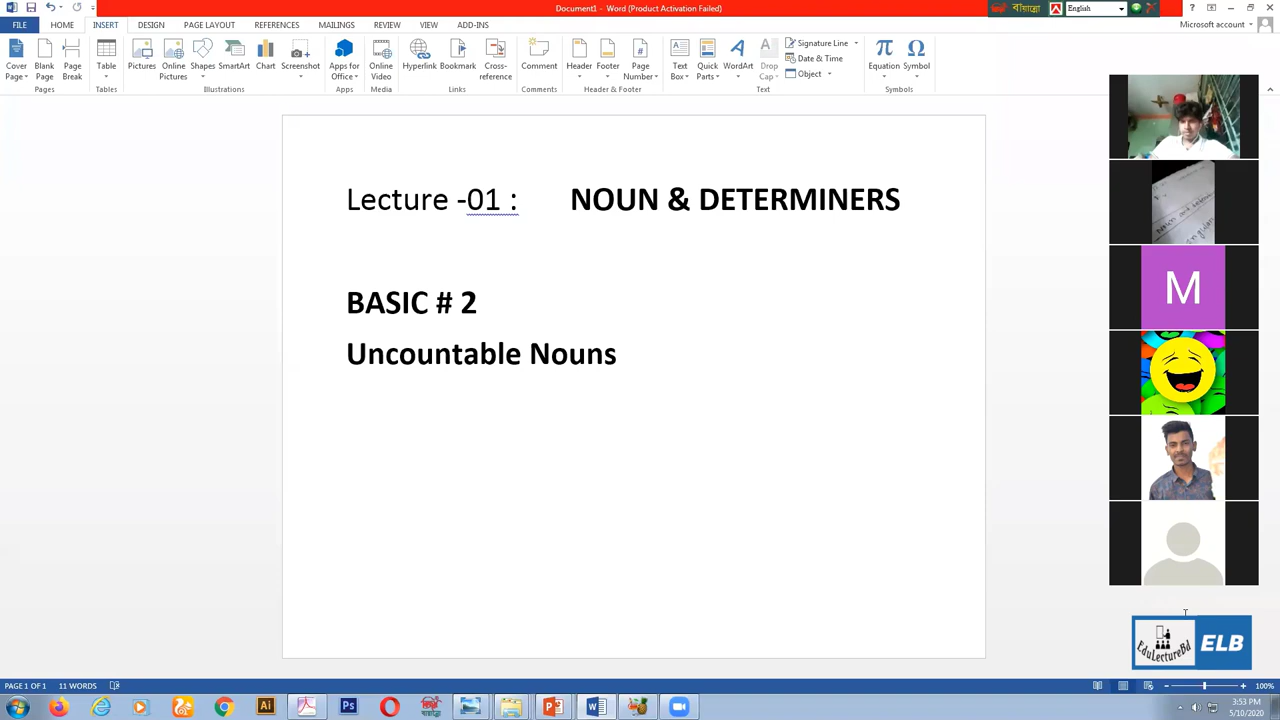 Document1 - Word (Product Activation Failed)
English
FILE HOME INSERT DESIGN PAGE LAYOUT REFERENCES MAILINGS REVIEW VIEW ADD-INS
Microsoft account
Cover Page
Blank Page
Page Break
Table
Pictures
Online Pictures
Shapes
SmartArt
Chart
Screenshot
Apps for Office
Online Video
Hyperlink
Bookmark
Cross-reference
Comment
Header
Footer
Page Number
Text Box
Quick Parts
WordArt
Drop Cap
Signature Line
Date & Time
Object
Equation
Symbol
Pages Tables Illustrations Apps Media Links Comments Header & Footer Text Symbols
Lecture -01 : NOUN & DETERMINERS
BASIC # 2
Uncountable Nouns
M
EduLectureBd ELB
PAGE 1 OF 1 11 WORDS
100%
3:53 PM
5/10/2020